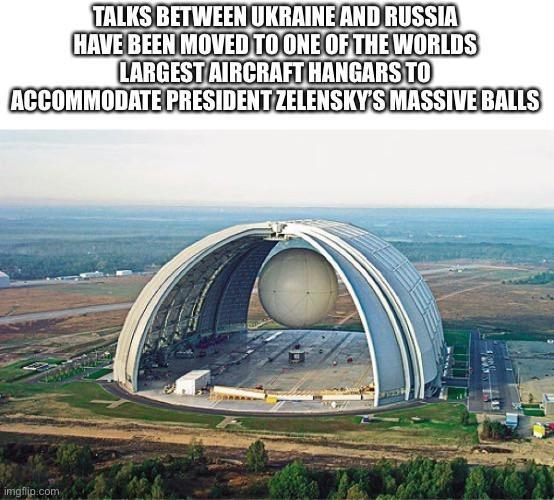 TALKS BETWEEN UKRAINE AND RUSSIA
HAVE BEEN MOVED TO ONE OF THE WORLDS
LARGEST AIRCRAFT HANGARS TO
ACCOMMODATE PRESIDENT ZELENSKY'S MASSIVE BALLS
imgflip.com